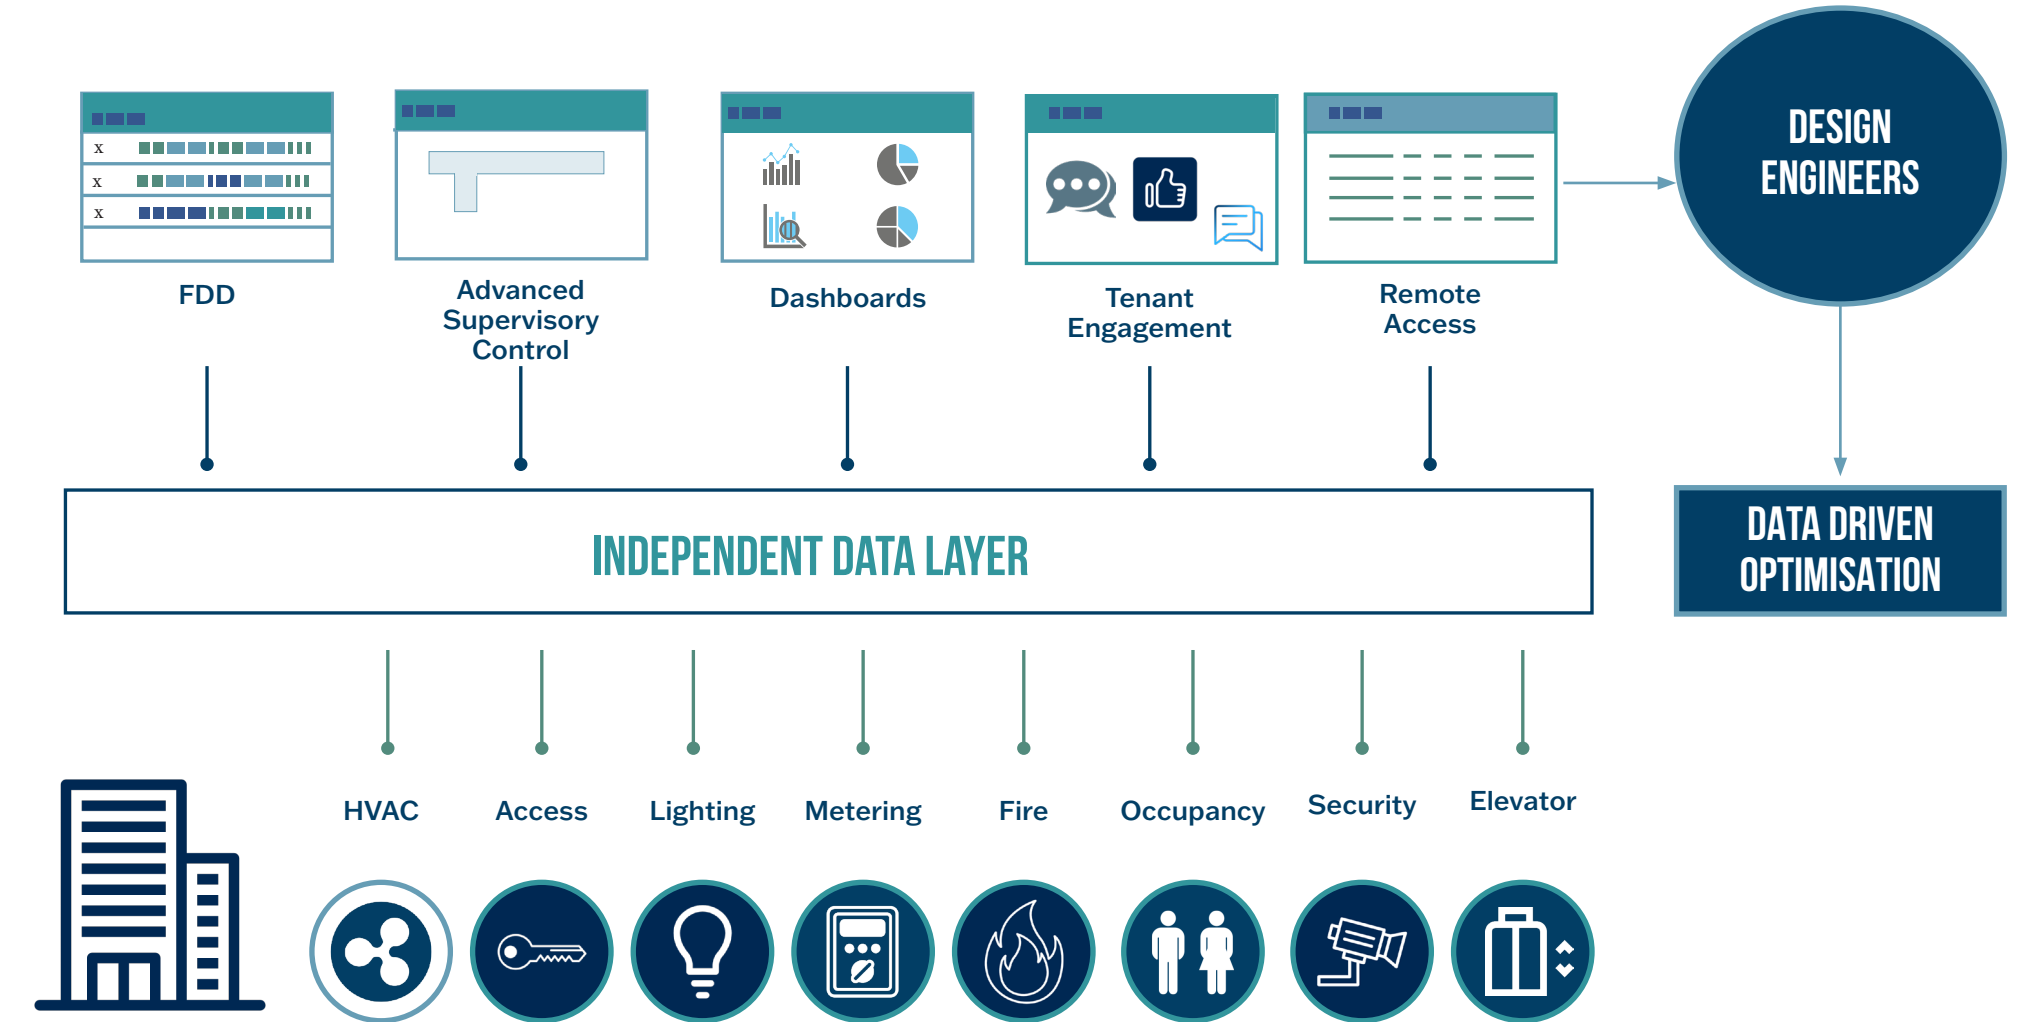 DESIGN
ENGINEERS
x
x
x
FDD
Advanced
Supervisory
Control
Dashboards
Tenant
Engagement
Remote
Access
INDEPENDENT DATA LAYER
DATA DRIVEN
OPTIMISATION
HVAC
Access
Lighting
Metering
Fire
Occupancy
Security
Elevator